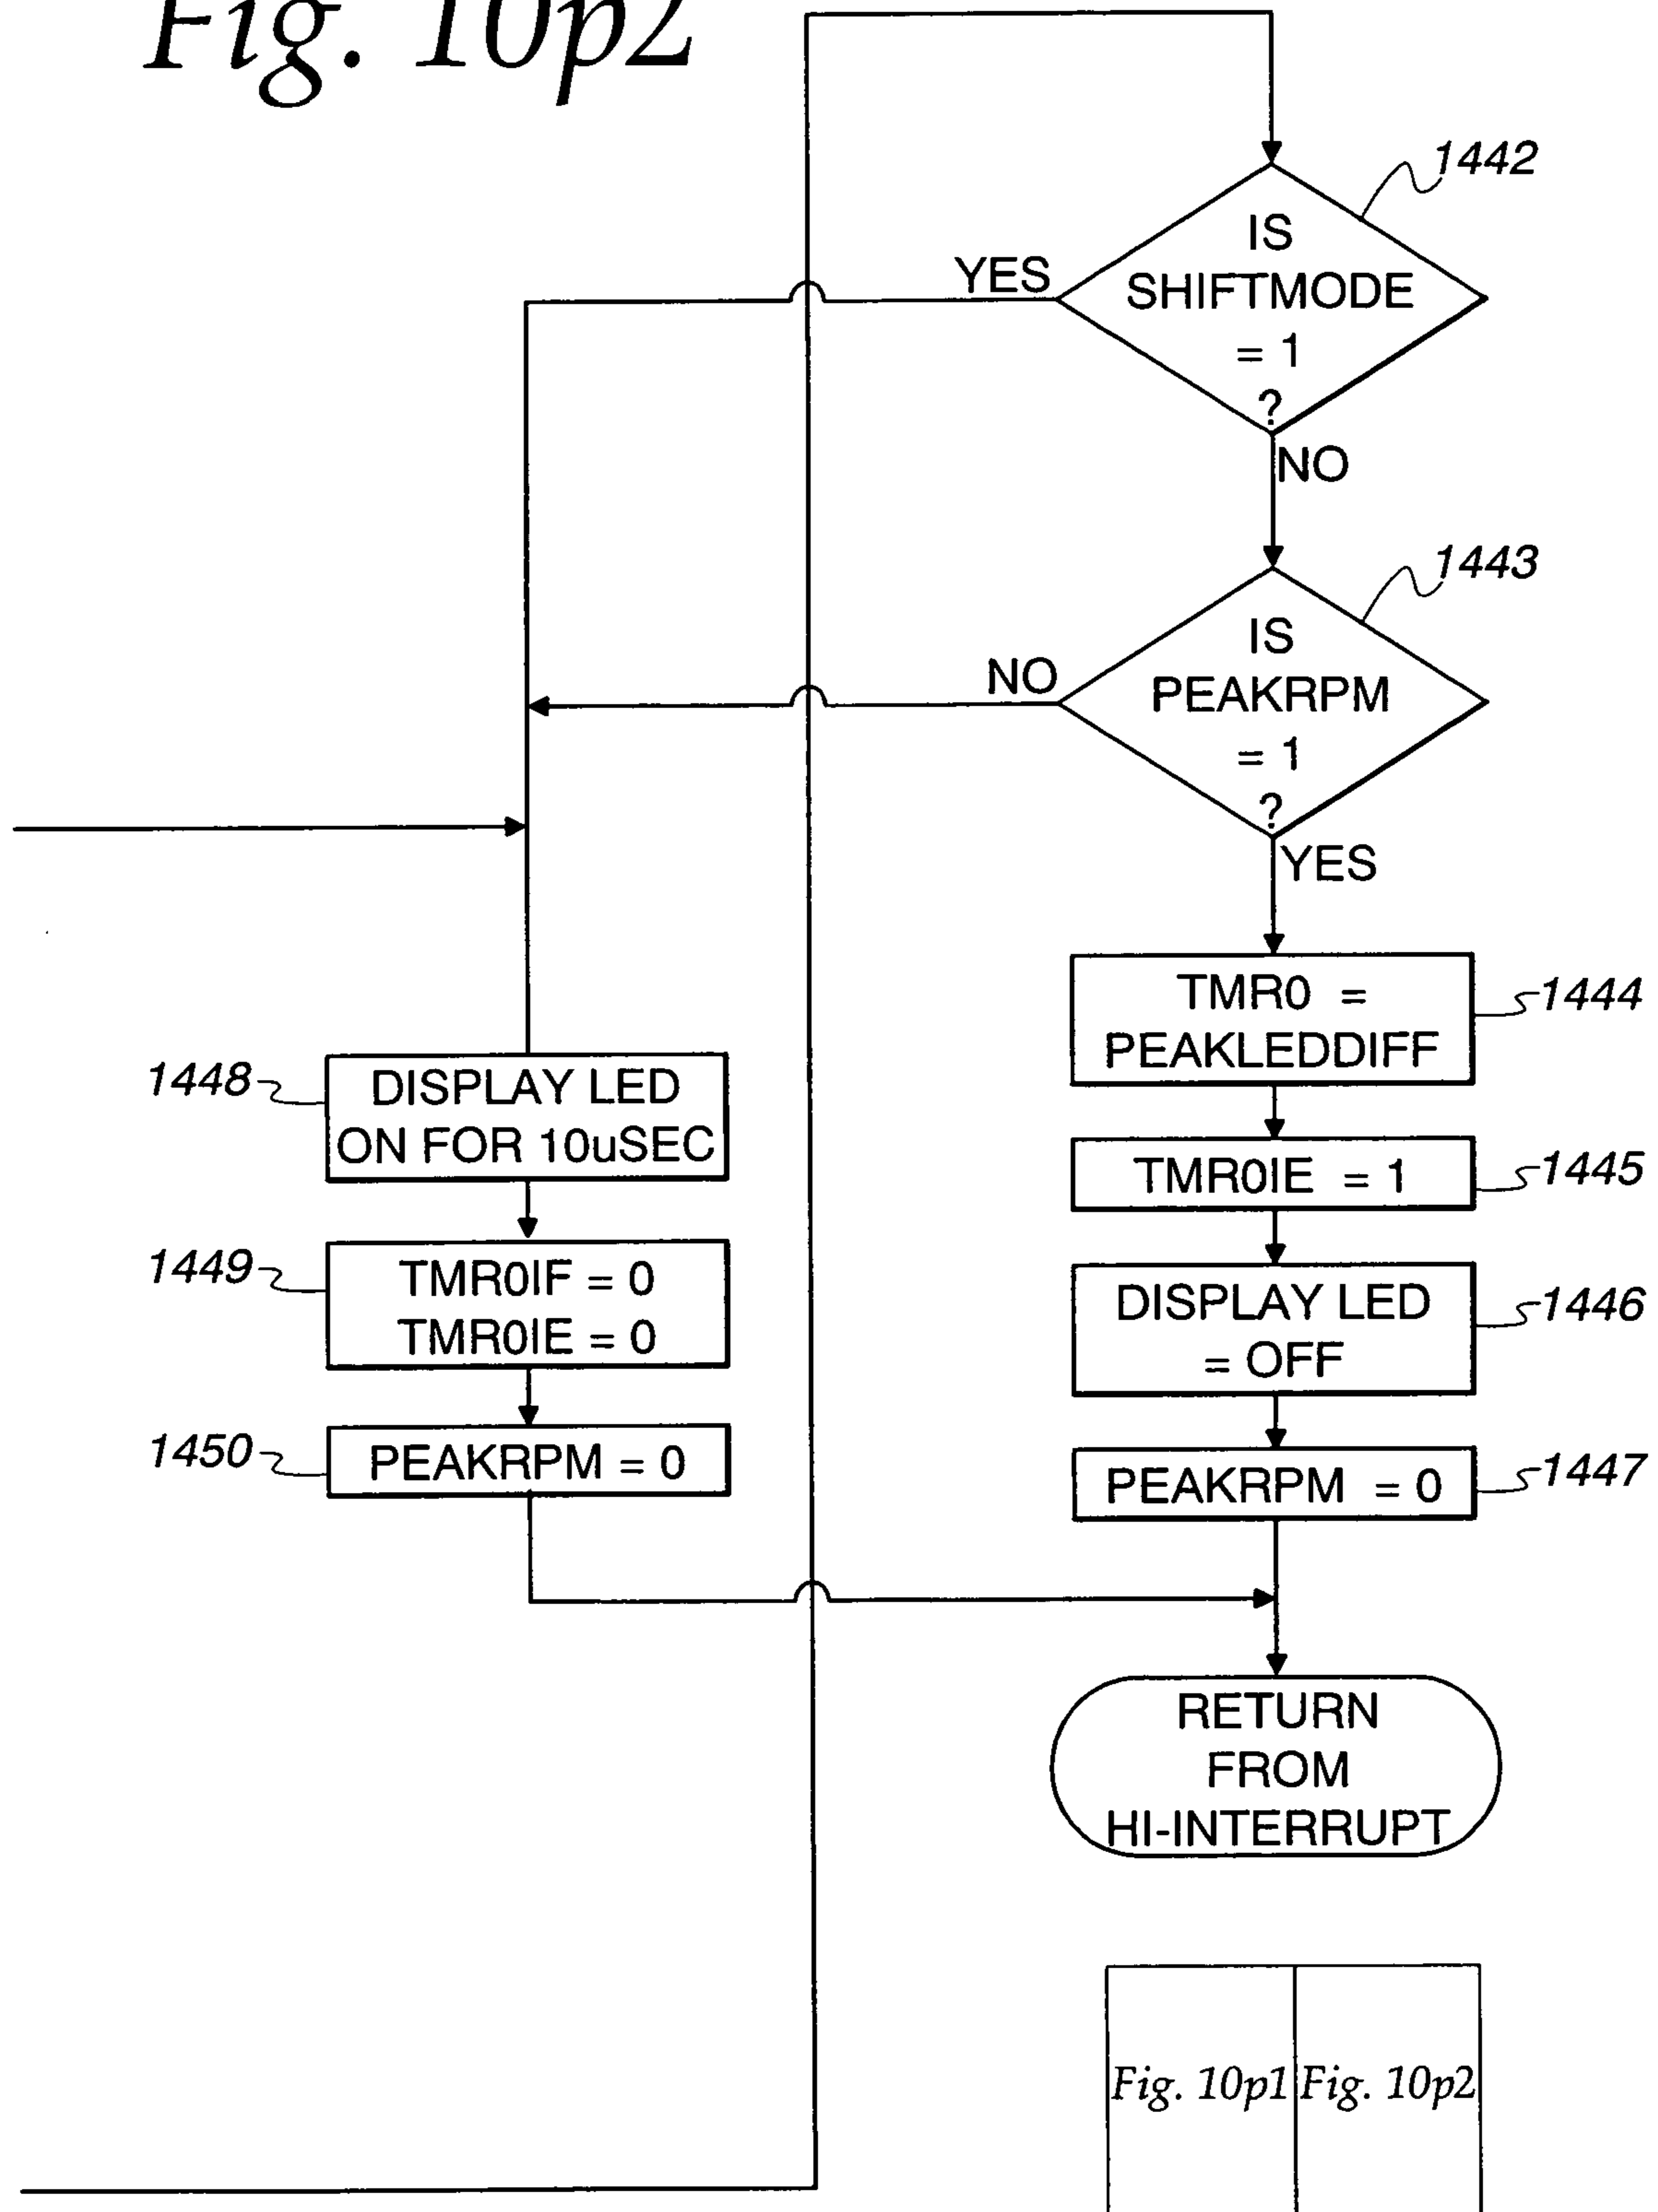 Fig. 10p2
1442
IS
SHIFTMODE
= 1
?
YES
NO
1443
IS
PEAKRPM
= 1
?
NO
YES
TMR0 =
PEAKLEDDIFF
1444
TMR0IE = 1
1445
DISPLAY LED
= OFF
1446
PEAKRPM = 0
1447
1448
DISPLAY LED
ON FOR 10uSEC
1449
TMR0IF = 0
TMR0IE = 0
1450
PEAKRPM = 0
RETURN
FROM
HI-INTERRUPT
Fig. 10p1
Fig. 10p2